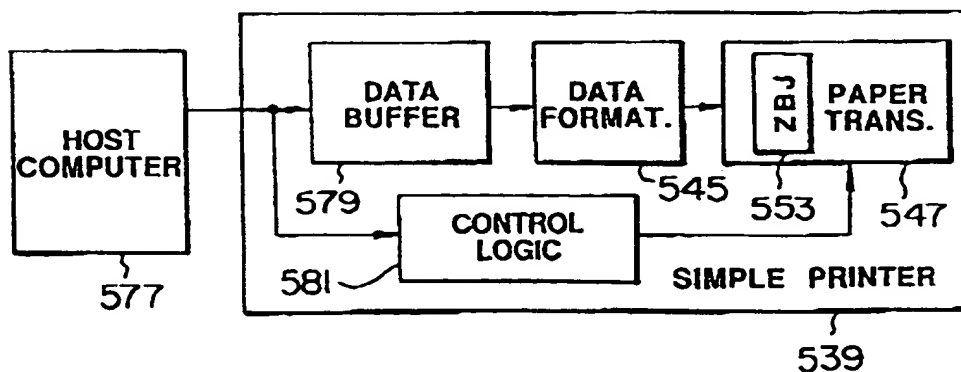 HOST
COMPUTER
577
DATA
BUFFER
579
DATA
FORMAT.
545
ZBJ
553
PAPER
TRANS.
547
CONTROL
LOGIC
581
SIMPLE PRINTER
539